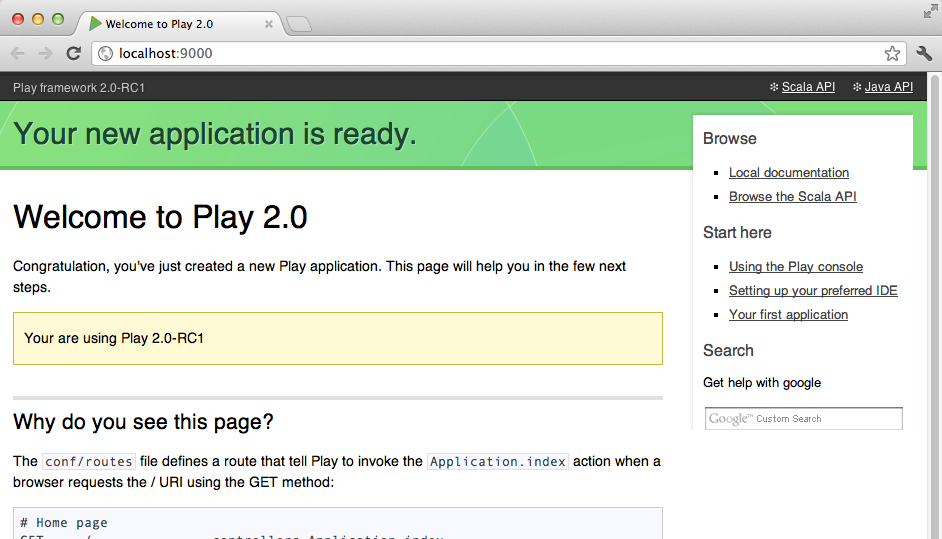 Welcome to Play 2.0
localhost:9000
Play framework 2.0-RC1
Scala API
Java API
Your new application is ready.
Welcome to Play 2.0
Congratulation, you've just created a new Play application. This page will help you in the few next
steps.
Your are using Play 2.0-RC1
Why do you see this page?
The conf/routes file defines a route that tell Play to invoke the Application.index action when a
browser requests the / URI using the GET method:
# Home page
GET / controllers.Application.index
Browse
Local documentation
Browse the Scala API
Start here
Using the Play console
Setting up your preferred IDE
Your first application
Search
Get help with google
Google™ Custom Search